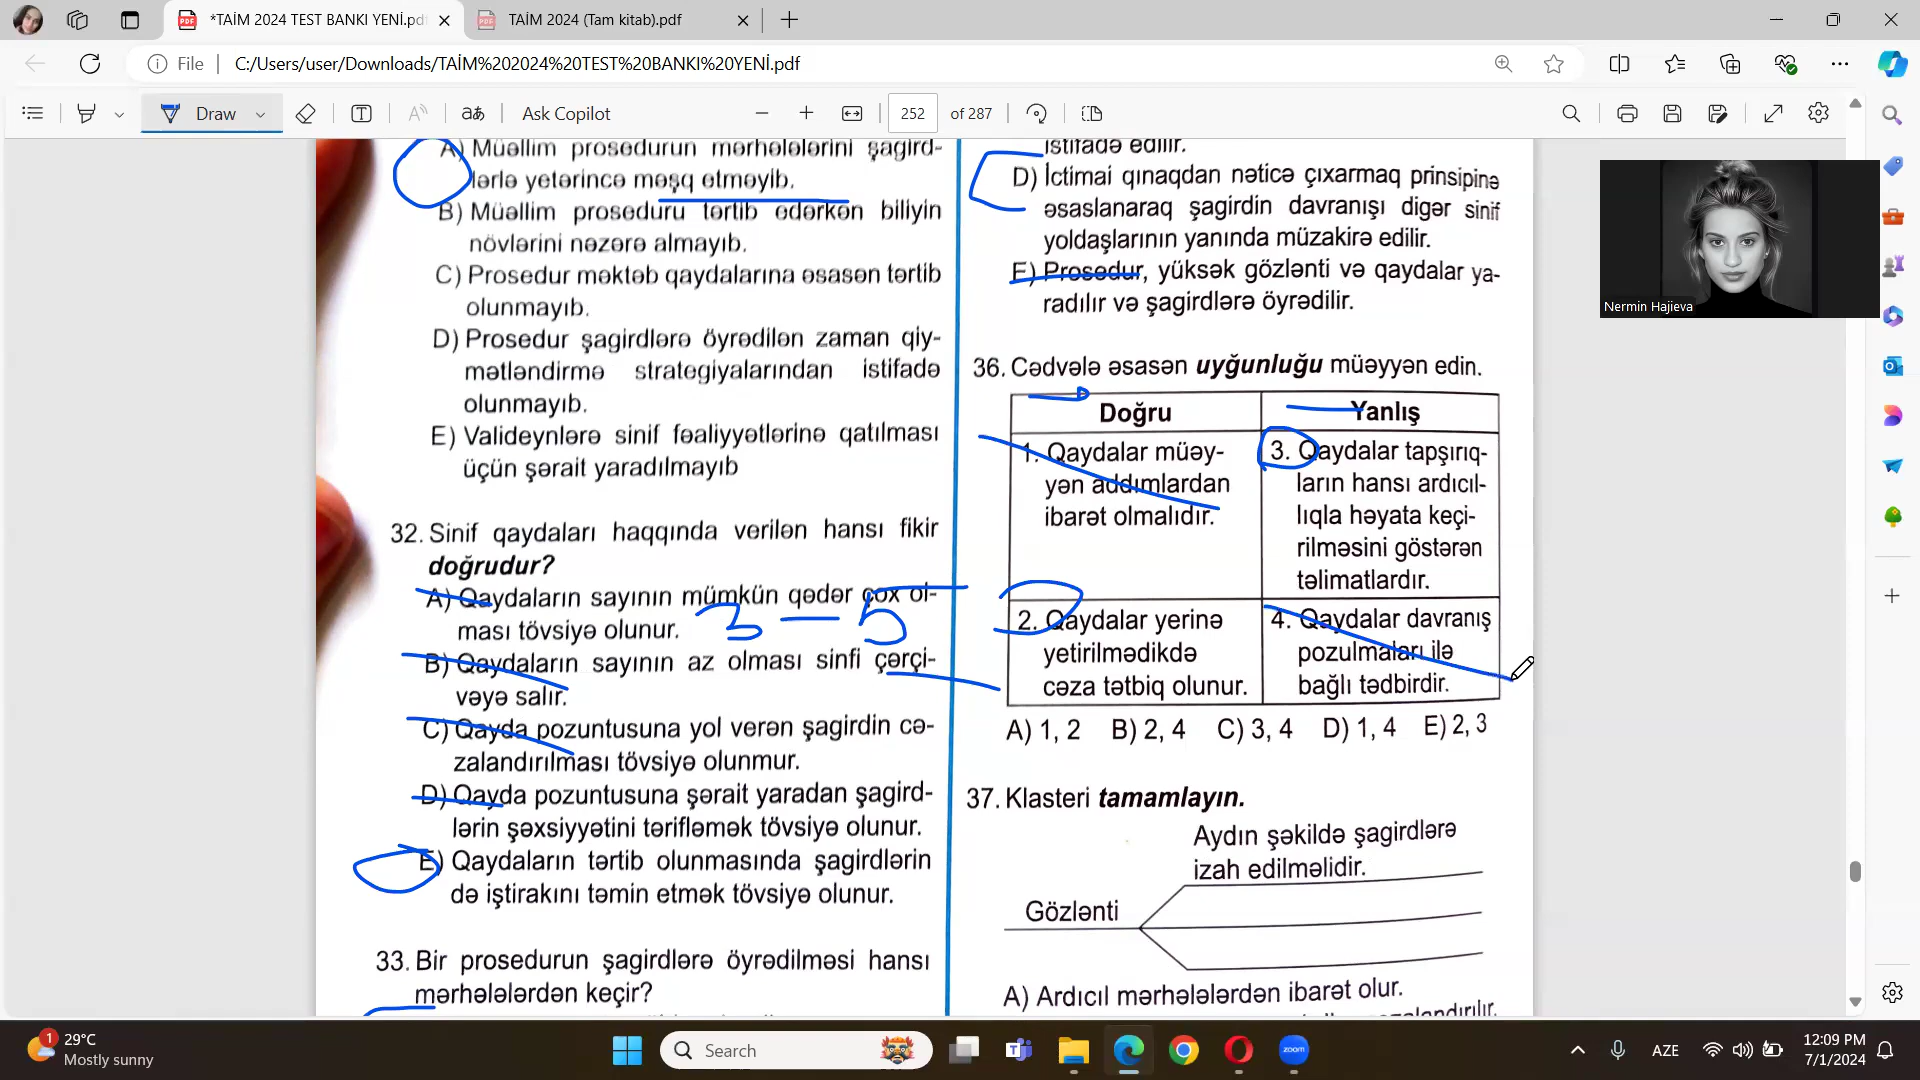 *TAİM 2024 TEST BANKI YENİ.pd
TAİM 2024 (Tam kitab).pdf
File
C:/Users/user/Downloads/TAİM%202024%20TEST%20BANKI%20YENİ.pdf
Draw
aあ
Ask Copilot
252 of 287
A) Müəllim prosedurun mərhələlərini şagird-
lərlə yetərincə məşq etməyib.
B) Müəllim proseduru tərtib edərkən biliyin
növlərini nəzərə almayıb.
C) Prosedur məktəb qaydalarına əsasən tərtib
olunmayıb.
D) Prosedur şagirdlərə öyrədilən zaman qiy-
mətləndirmə strategiyalarından istifadə
olunmayıb.
E) Valideynlərə sinif fəaliyyətlərinə qatılması
üçün şərait yaradılmayıb
32. Sinif qaydaları haqqında verilən hansı fikir
doğrudur?
A) Qaydaların sayının mümkün qədər çox ol-
ması tövsiyə olunur.
3 — 5
B) Qaydaların sayının az olması sinfi çərçi-
vəyə salır.
C) Qayda pozuntusuna yol verən şagirdin cə-
zalandırılması tövsiyə olunmur.
D) Qayda pozuntusuna şərait yaradan şagird-
lərin şəxsiyyətini tərifləmək tövsiyə olunur.
E) Qaydaların tərtib olunmasında şagirdlərin
də iştirakını təmin etmək tövsiyə olunur.
33. Bir prosedurun şagirdlərə öyrədilməsi hansı
mərhələlərdən keçir?
istifadə edilir.
D) İctimai qınaqdan nəticə çıxarmaq prinsipinə
əsaslanaraq şagirdin davranışı digər sinif
yoldaşlarının yanında müzakirə edilir.
E) Prosedur, yüksək gözlənti və qaydalar ya-
radılır və şagirdlərə öyrədilir.
36. Cədvələ əsasən uyğunluğu müəyyən edin.
Doğru
Yanlış
1. Qaydalar müəy-
yən addımlardan
ibarət olmalıdır.
3. Qaydalar tapşırıq-
ların hansı ardıcıl-
lıqla həyata keçi-
rilməsini göstərən
təlimatlardır.
2. Qaydalar yerinə
yetirilmədikdə
cəza tətbiq olunur.
4. Qaydalar davranış
pozulmaları ilə
bağlı tədbirdir.
A) 1, 2 B) 2, 4 C) 3, 4 D) 1, 4 E) 2, 3
37. Klasteri tamamlayın.
Aydın şəkildə şagirdlərə
izah edilməlidir.
Gözlənti
A) Ardıcıl mərhələlərdən ibarət olur.
Nermin Hajieva
1
29°C
Mostly sunny
Search
zoom
AZE
12:09 PM
7/1/2024